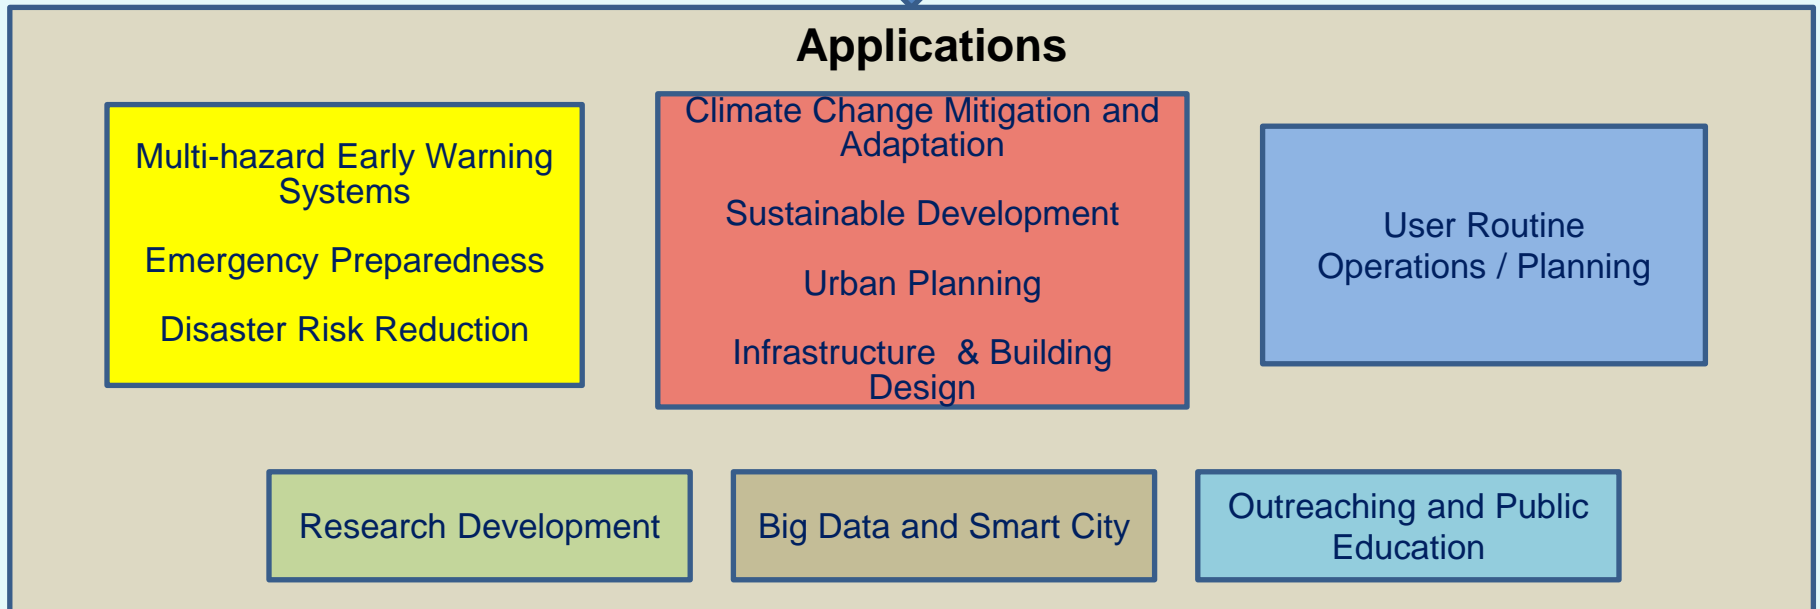 Applications
Multi-hazard Early Warning
Systems
Emergency Preparedness
Disaster Risk Reduction
Climate Change Mitigation and
Adaptation
Sustainable Development
Urban Planning
Infrastructure  & Building
Design
User Routine
Operations / Planning
Research Development
Big Data and Smart City
Outreaching and Public
Education